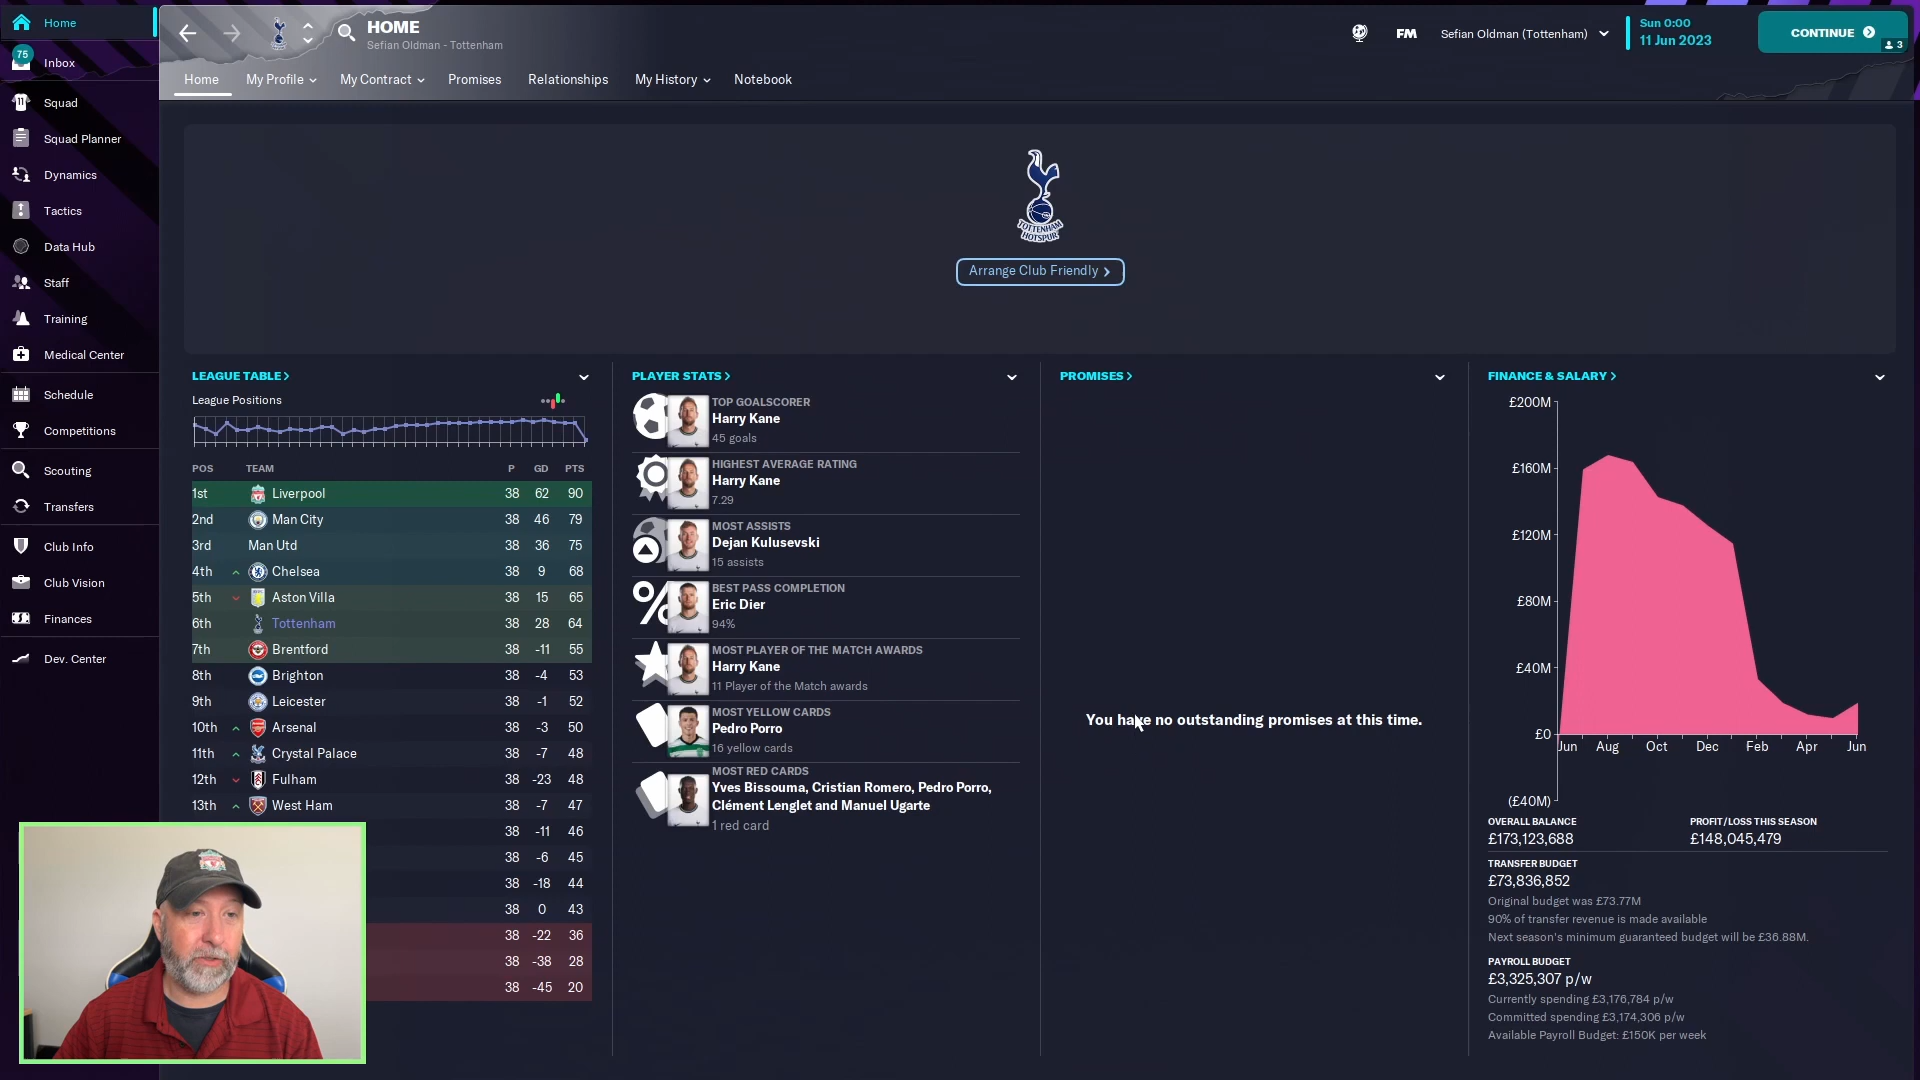 Home
75
Inbox
Squad
Squad Planner
Dynamics
Tactics
Data Hub
Staff
Training
Medical Center
Schedule
Competitions
Scouting
Transfers
Club Info
Club Vision
Finances
Dev. Center
HOME
Sefian Oldman - Tottenham
FM
Sefian Oldman (Tottenham)
Sun 0:00
11 Jun 2023
CONTINUE
3
Home
My Profile
My Contract
Promises
Relationships
My History
Notebook
TOTTENHAM
HOTSPUR
Arrange Club Friendly
LEAGUE TABLE
League Positions
POS TEAM P GD PTS
1st Liverpool 38 62 90
2nd Man City 38 46 79
3rd Man Utd 38 36 75
4th Chelsea 38 9 68
5th Aston Villa 38 15 65
6th Tottenham 38 28 64
7th Brentford 38 -11 55
8th Brighton 38 -4 53
9th Leicester 38 -1 52
10th Arsenal 38 -3 50
11th Crystal Palace 38 -7 48
12th Fulham 38 -23 48
13th West Ham 38 -7 47
38 -11 46
38 -6 45
38 -18 44
38 0 43
38 -22 36
38 -38 28
38 -45 20
PLAYER STATS
TOP GOALSCORER
Harry Kane
45 goals
HIGHEST AVERAGE RATING
Harry Kane
7.29
MOST ASSISTS
Dejan Kulusevski
15 assists
BEST PASS COMPLETION
Eric Dier
94%
MOST PLAYER OF THE MATCH AWARDS
Harry Kane
11 Player of the Match awards
MOST YELLOW CARDS
Pedro Porro
16 yellow cards
MOST RED CARDS
Yves Bissouma, Cristian Romero, Pedro Porro,
Clément Lenglet and Manuel Ugarte
1 red card
PROMISES
You have no outstanding promises at this time.
FINANCE & SALARY
£200M
£160M
£120M
£80M
£40M
£0
(£40M)
Jun Aug Oct Dec Feb Apr Jun
OVERALL BALANCE
£173,123,688
PROFIT/LOSS THIS SEASON
£148,045,479
TRANSFER BUDGET
£73,836,852
Original budget was £73.77M
90% of transfer revenue is made available
Next season's minimum guaranteed budget will be £36.88M.
PAYROLL BUDGET
£3,325,307 p/w
Currently spending £3,176,784 p/w
Committed spending £3,174,306 p/w
Available Payroll Budget: £150K per week